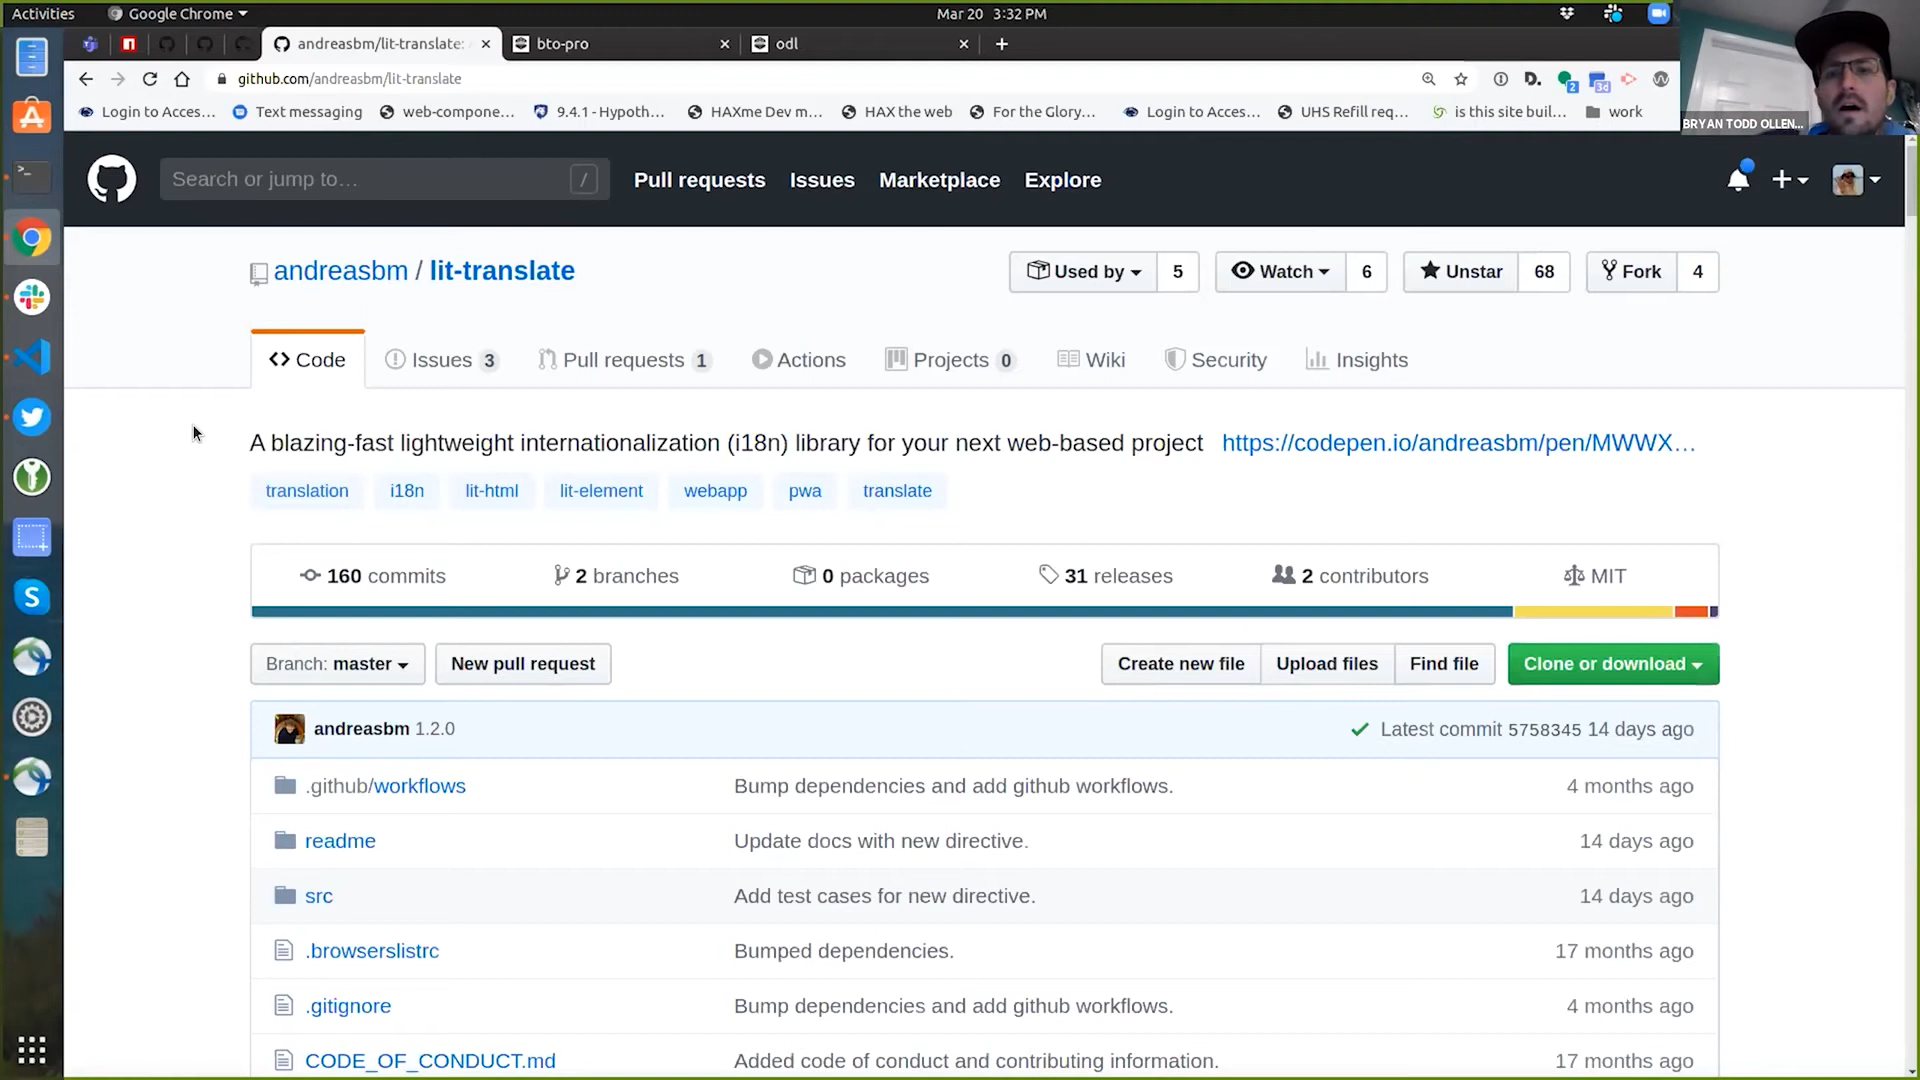 Activities
Google Chrome
Mar 20 3:32 PM
andreasbm/lit-translate:
bto-pro
odl
github.com/andreasbm/lit-translate
Login to Acces...
Text messaging
web-compone...
9.4.1 - Hypoth...
HAXme Dev m...
HAX the web
For the Glory...
Login to Acces...
UHS Refill req...
is this site buil...
work
BRYAN TODD OLLEN...
Search or jump to...
/
Pull requests
Issues
Marketplace
Explore
andreasbm / lit-translate
Used by 5
Watch 6
Unstar 68
Fork 4
Code
Issues 3
Pull requests 1
Actions
Projects 0
Wiki
Security
Insights
A blazing-fast lightweight internationalization (i18n) library for your next web-based project
https://codepen.io/andreasbm/pen/MWWX...
translation
i18n
lit-html
lit-element
webapp
pwa
translate
160 commits
2 branches
0 packages
31 releases
2 contributors
MIT
Branch: master
New pull request
Create new file
Upload files
Find file
Clone or download
andreasbm 1.2.0
Latest commit 5758345 14 days ago
.github/workflows
Bump dependencies and add github workflows.
4 months ago
readme
Update docs with new directive.
14 days ago
src
Add test cases for new directive.
14 days ago
.browserslistrc
Bumped dependencies.
17 months ago
.gitignore
Bump dependencies and add github workflows.
4 months ago
CODE_OF_CONDUCT.md
Added code of conduct and contributing information.
17 months ago